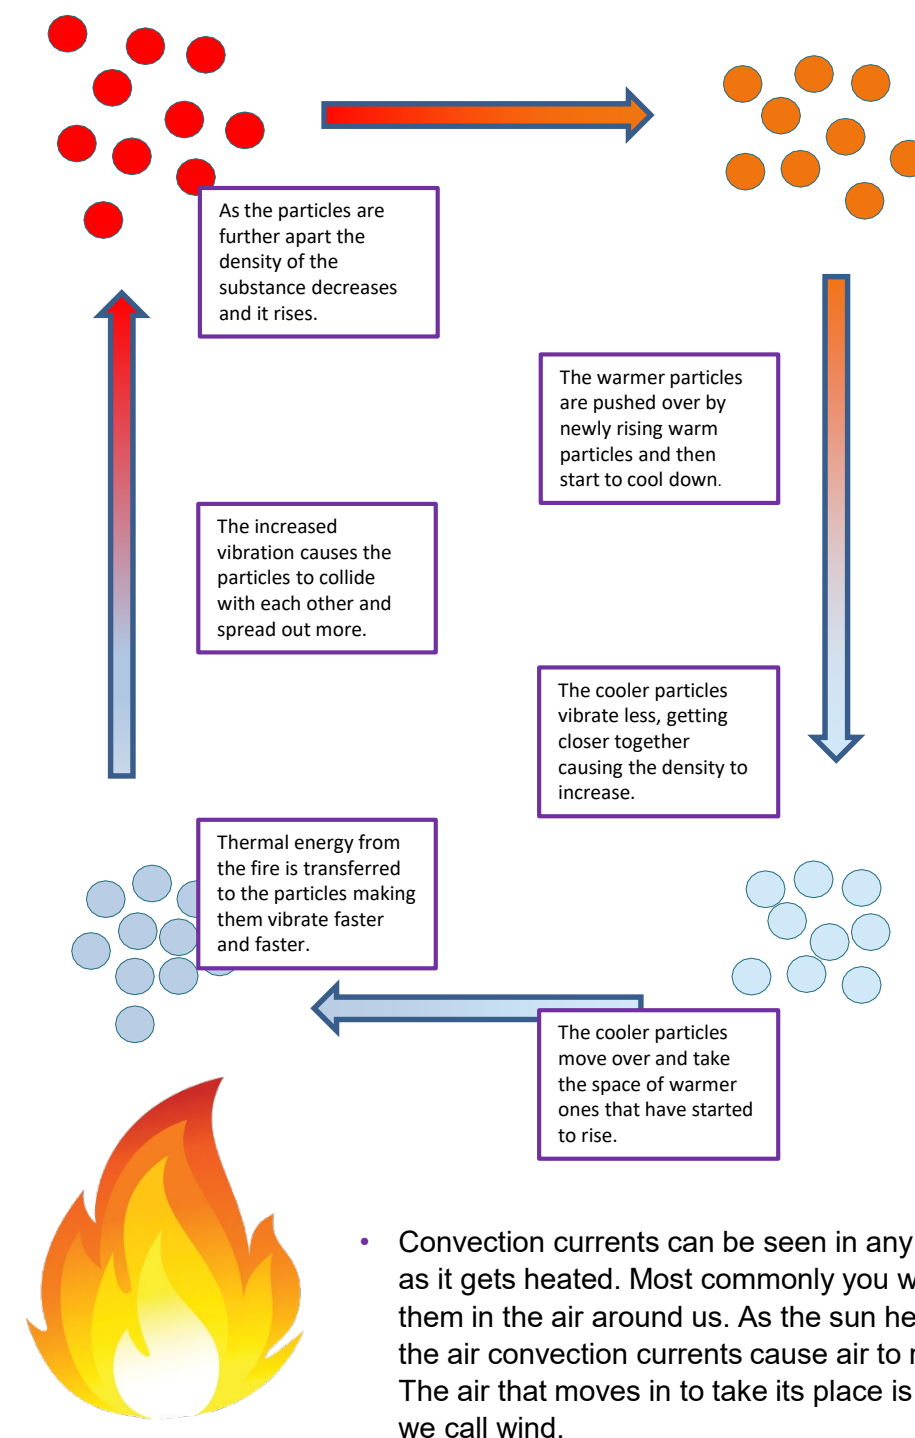 As the particles are
further apart the
density of the
substance decreases
and it rises.
The warmer particles
are pushed over by
newly rising warm
particles and then
start to cool down.
The increased
vibration causes the
particles to collide
with each other and
spread out more.
The cooler particles
vibrate less, getting
closer together
causing the density to
increase.
Thermal energy from
the fire is transferred
to the particles making
them vibrate faster
and faster.
The cooler particles
move over and take
the space of warmer
ones that have started
to rise.
• Convection currents can be seen in any
as it gets heated. Most commonly you
them in the air around us. As the sun
the air convection currents cause air to
The air that moves in to take its place is
we call wind.